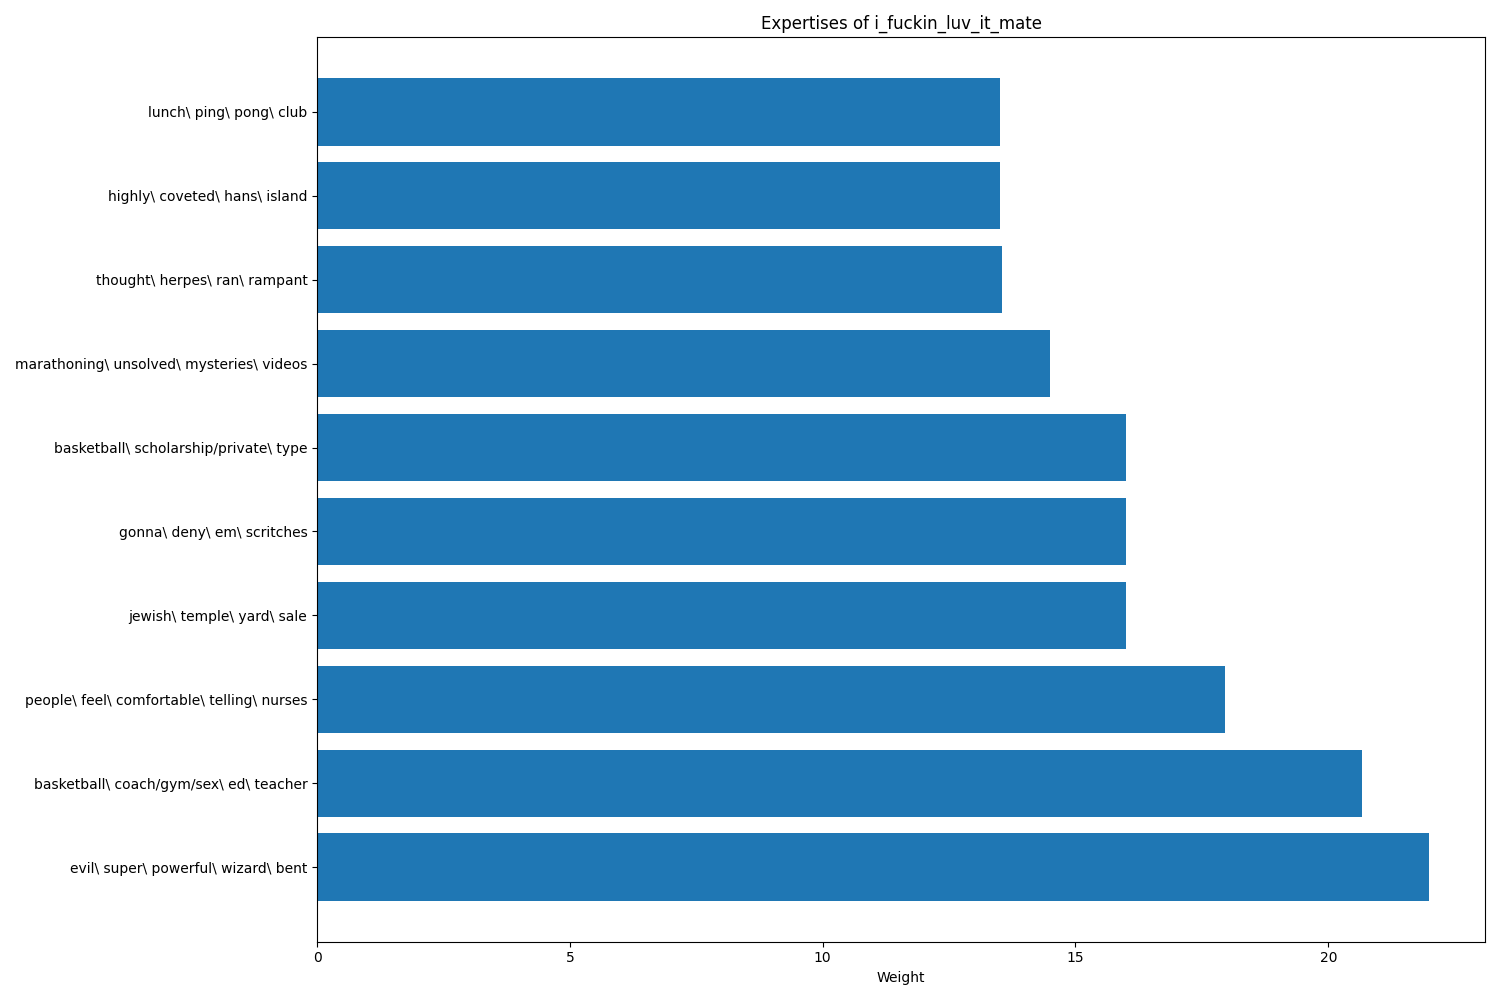 Expertises of i_fuckin_luv_it_mate
lunch\ ping\ pong\ club
highly\ coveted\ hans\ island
thought\ herpes\ ran\ rampant
marathoning\ unsolved\ mysteries\ videos
basketball\ scholarship/private\ type
gonna\ deny\ em\ scritches
jewish\ temple\ yard\ sale
people\ feel\ comfortable\ telling\ nurses
basketball\ coach/gym/sex\ ed\ teacher
evil\ super\ powerful\ wizard\ bent
0 5 10 15 20
Weight